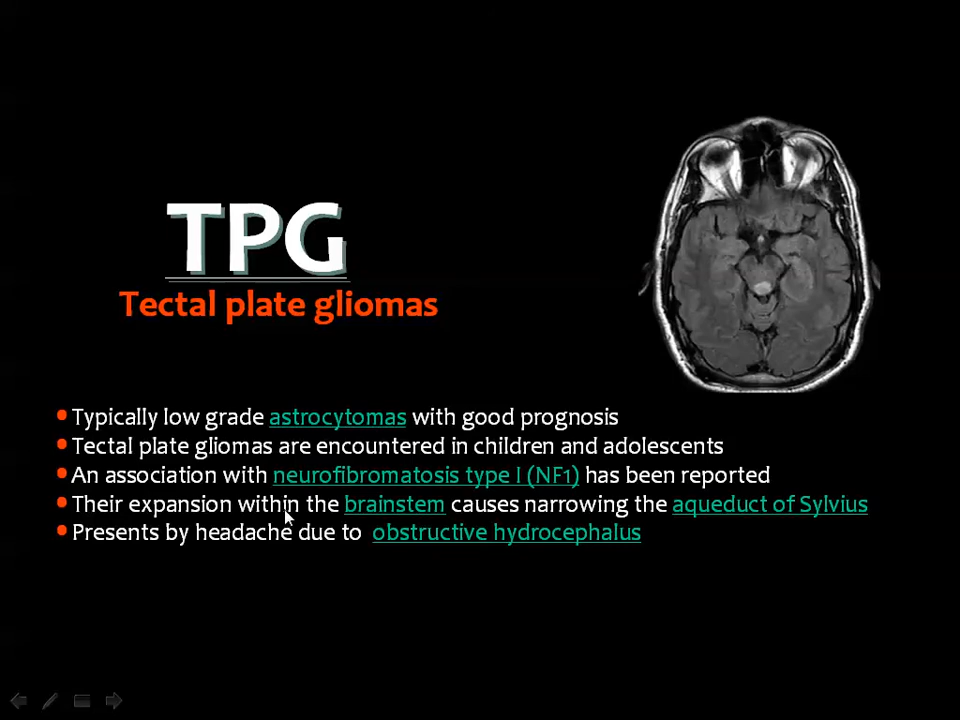 TPG
Tectal plate gliomas
• Typically low grade astrocytomas with good prognosis
• Tectal plate gliomas are encountered in children and adolescents
• An association with neurofibromatosis type I (NF1) has been reported
• Their expansion within the brainstem causes narrowing the aqueduct of Sylvius
• Presents by headache due to obstructive hydrocephalus